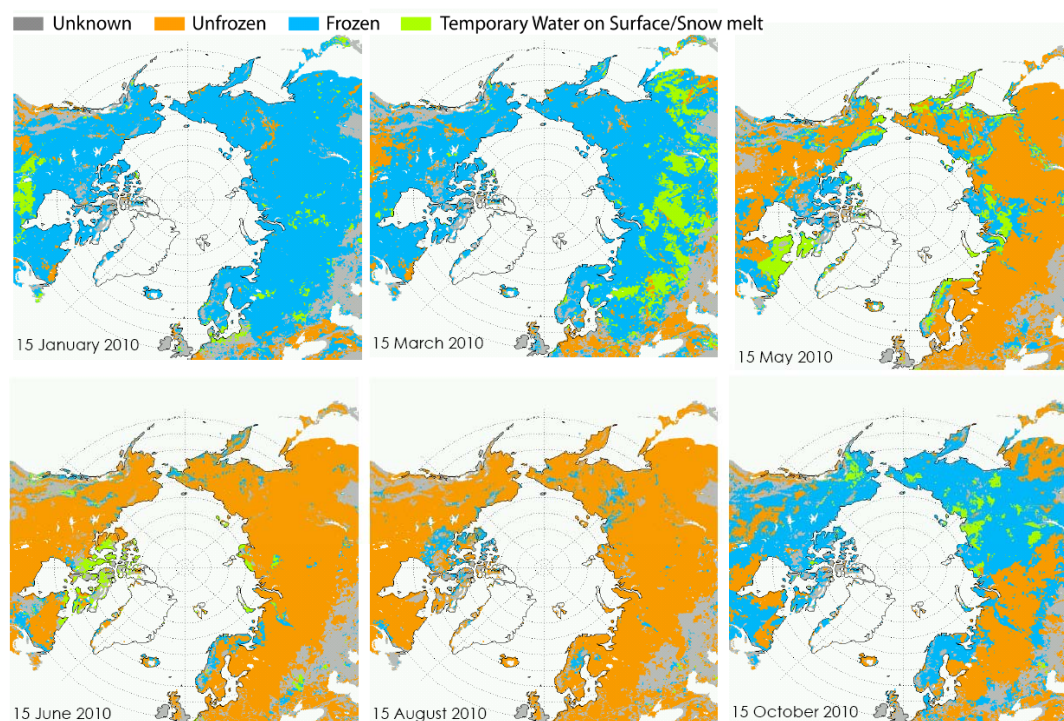 Unknown Unfrozen Frozen Temporary Water on Surface/Snow melt
15 January 2010
15 March 2010
15 May 2010
15 June 2010
15 August 2010
15 October 2010